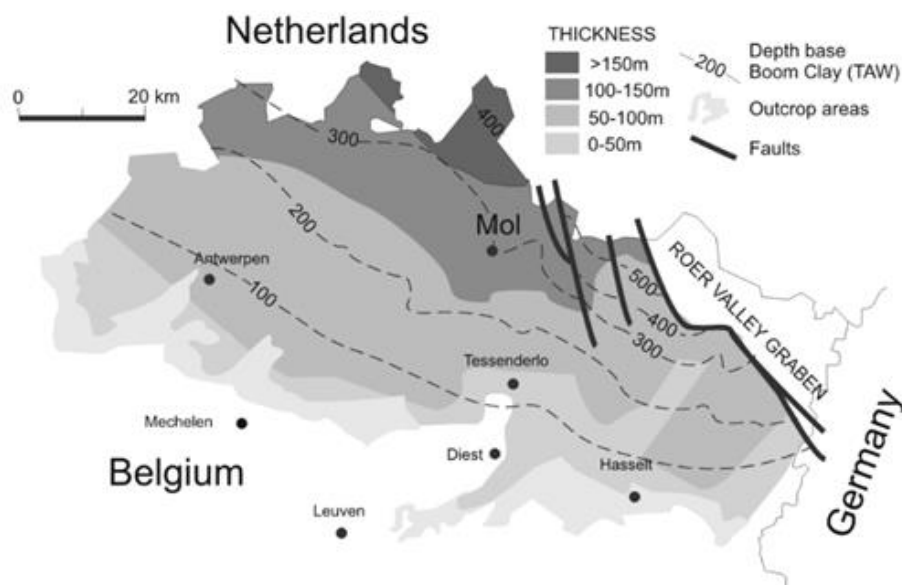 Netherlands
0 20 km
THICKNESS
>150m
100-150m
50-100m
0-50m
200
Depth base
Boom Clay (TAW)
Outcrop areas
Faults
400
300
200
Mol
Antwerpen
100
500
400
300
ROER VALLEY GRABEN
Tessenderlo
Mechelen
Diest
Belgium
Hasselt
Leuven
Germany